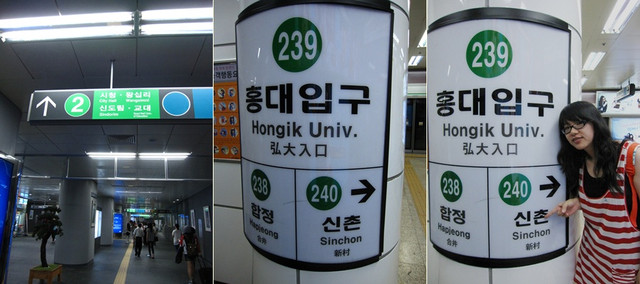 2
시청 · 왕십리
City Hall Wangsimni
신도림 · 교대
239
홍대입구
Hongik Univ.
弘大入口
238
합정
Hapjeong
合井
240
신촌
Sinchon
新村
239
홍대입구
Hongik Univ.
弘大入口
238
합정
Hapjeong
合井
240
신촌
Sinchon
新村